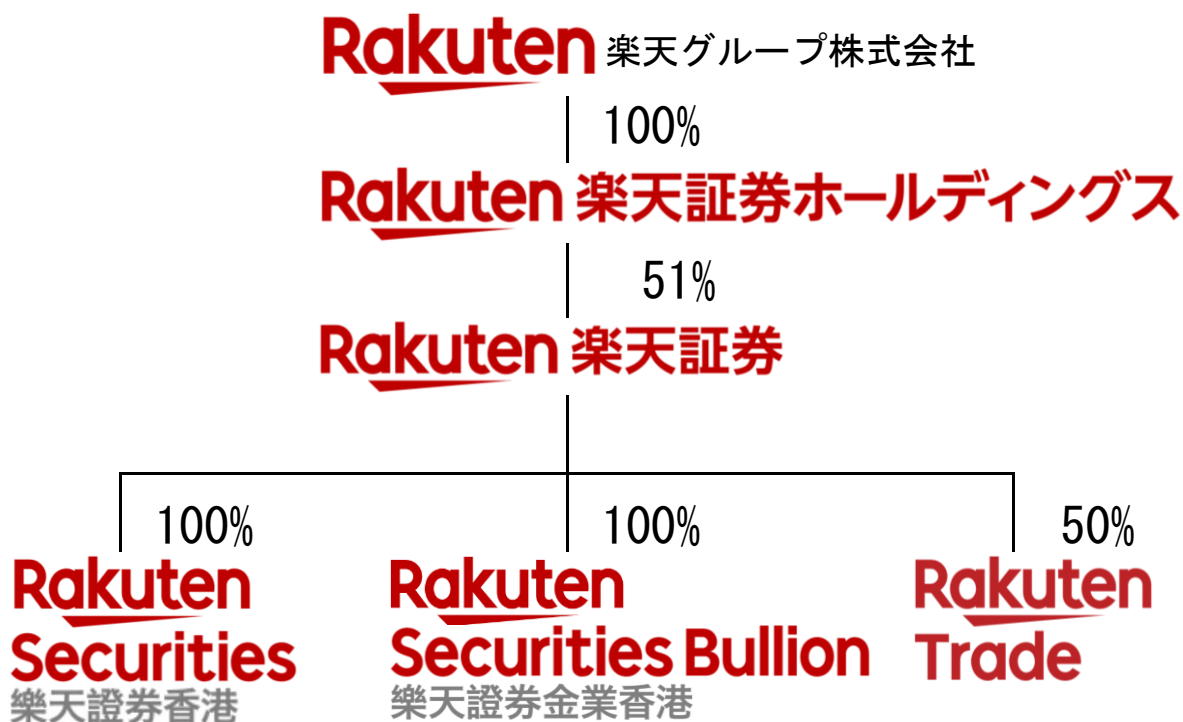 Rakuten 楽天グループ株式会社
100%
Rakuten 楽天証券ホールディングス
51%
Rakuten 楽天証券
100%
100%
50%
Rakuten
Securities
樂天證券香港
Rakuten
Securities Bullion
樂天證券金業香港
Rakuten
Trade